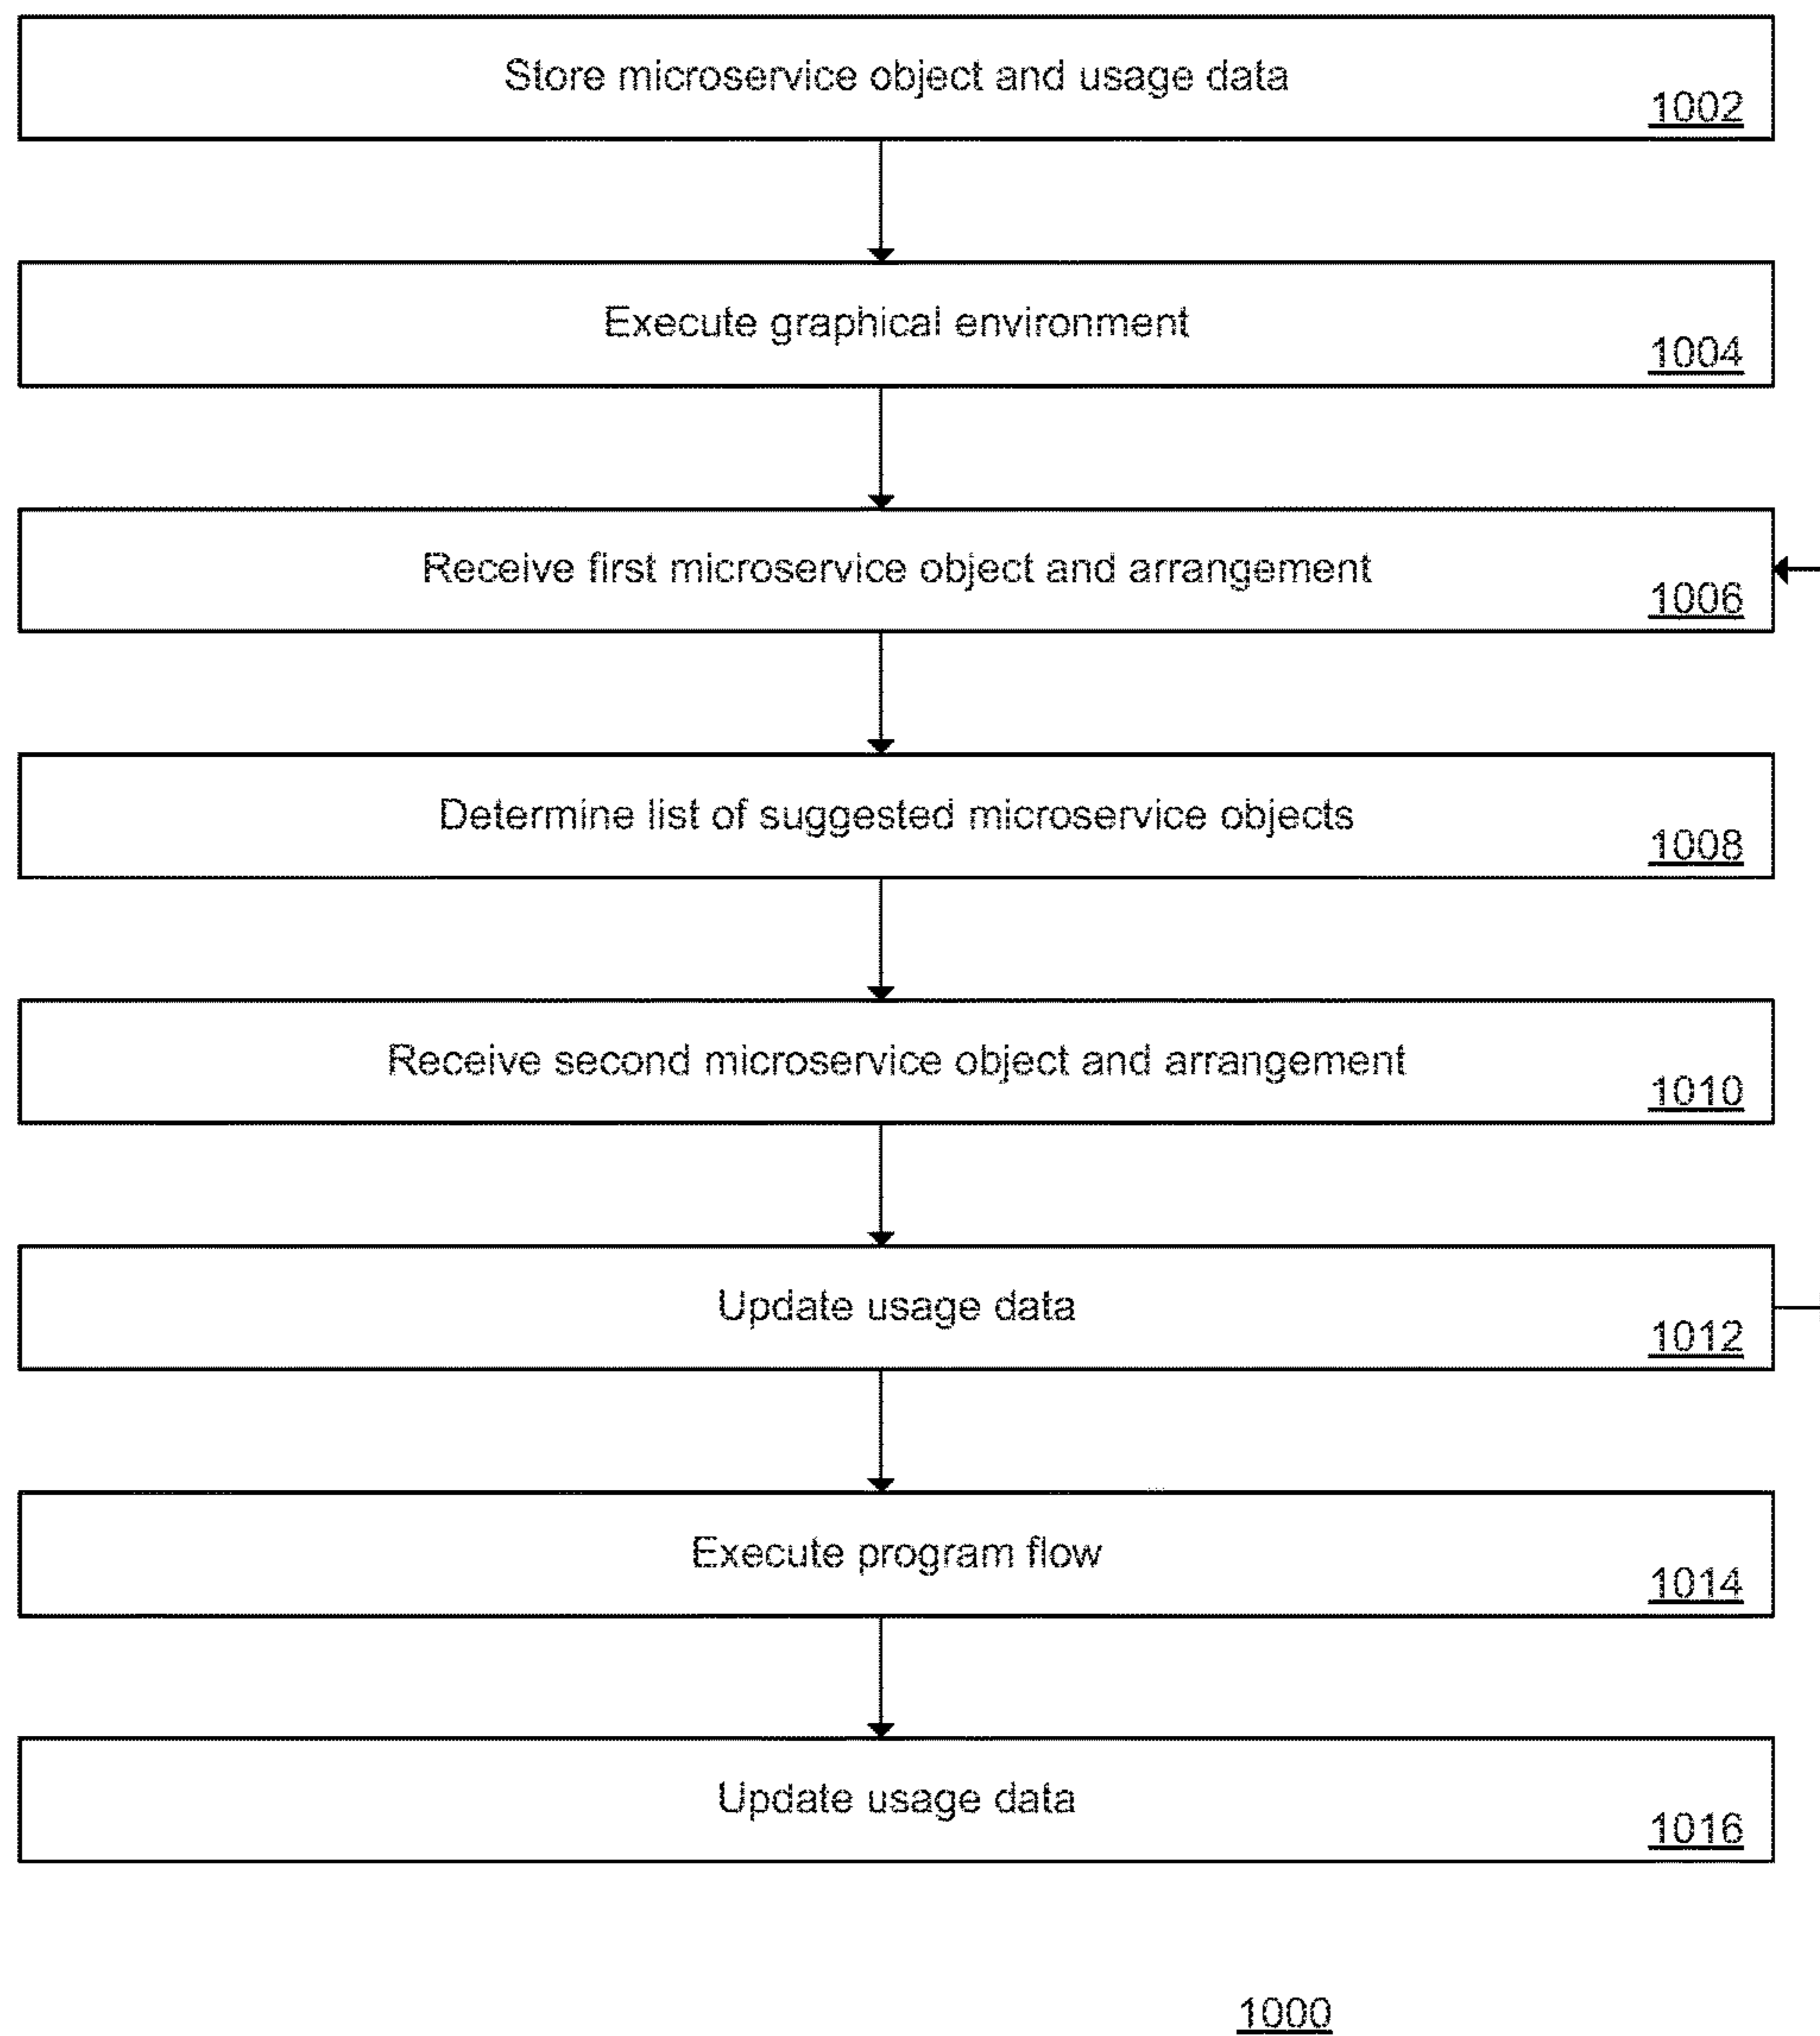 Store microservice object and usage data
1002
Execute graphical environment
1004
Receive first microservice object and arrangement
1006
Determine list of suggested microservice objects
1008
Receive second microservice object and arrangement
1010
Update usage data
1012
Execute program flow
1014
Update usage data
1016
1000